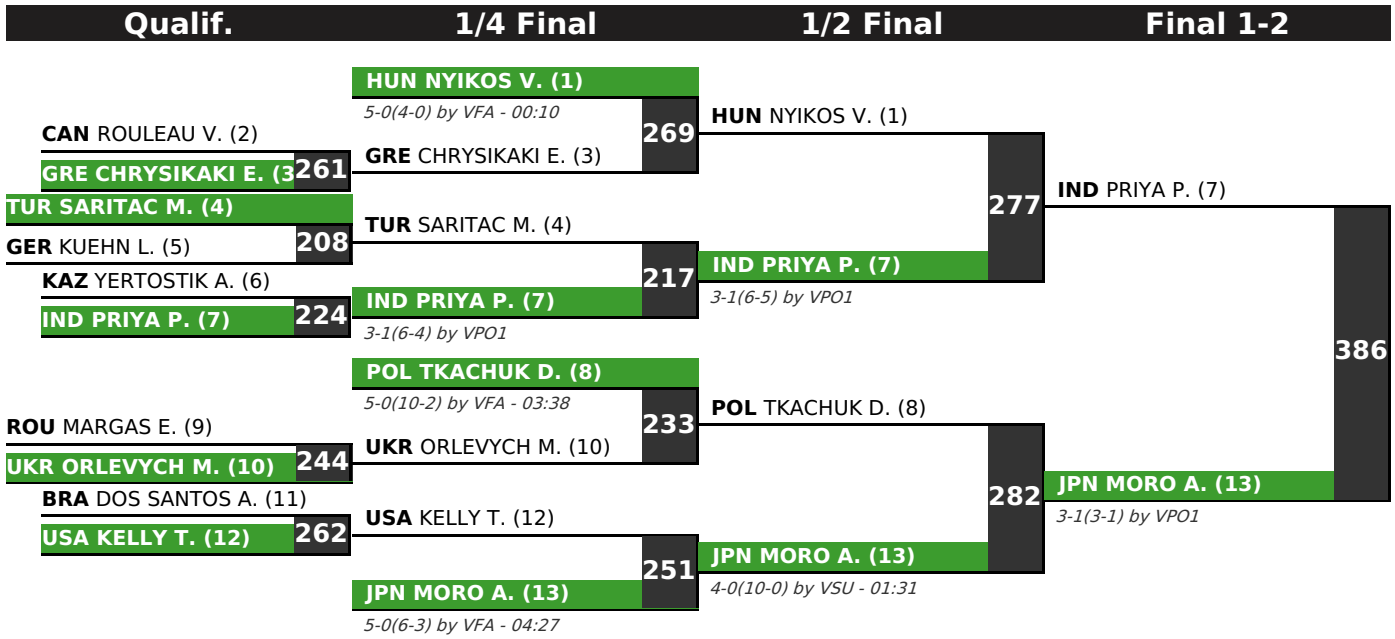 Qualif. 1/4 Final 1/2 Final Final 1-2
HUN NYIKOS V. (1)
5-0(4-0) by VFA - 00:10
CAN ROULEAU V. (2)
269
HUN NYIKOS V. (1)
GRE CHRYSIKAKI E. (3
261
GRE CHRYSIKAKI E. (3)
TUR SARITAC M. (4)
277
IND PRIYA P. (7)
GER KUEHN L. (5)
208
TUR SARITAC M. (4)
KAZ YERTOSTIK A. (6)
217
IND PRIYA P. (7)
3-1(6-5) by VPO1
IND PRIYA P. (7)
224
IND PRIYA P. (7)
3-1(6-4) by VPO1
386
POL TKACHUK D. (8)
5-0(10-2) by VFA - 03:38
ROU MARGAS E. (9)
233
POL TKACHUK D. (8)
UKR ORLEVYCH M. (10)
244
UKR ORLEVYCH M. (10)
BRA DOS SANTOS A. (11)
282
JPN MORO A. (13)
3-1(3-1) by VPO1
USA KELLY T. (12)
262
USA KELLY T. (12)
251
JPN MORO A. (13)
4-0(10-0) by VSU - 01:31
JPN MORO A. (13)
5-0(6-3) by VFA - 04:27